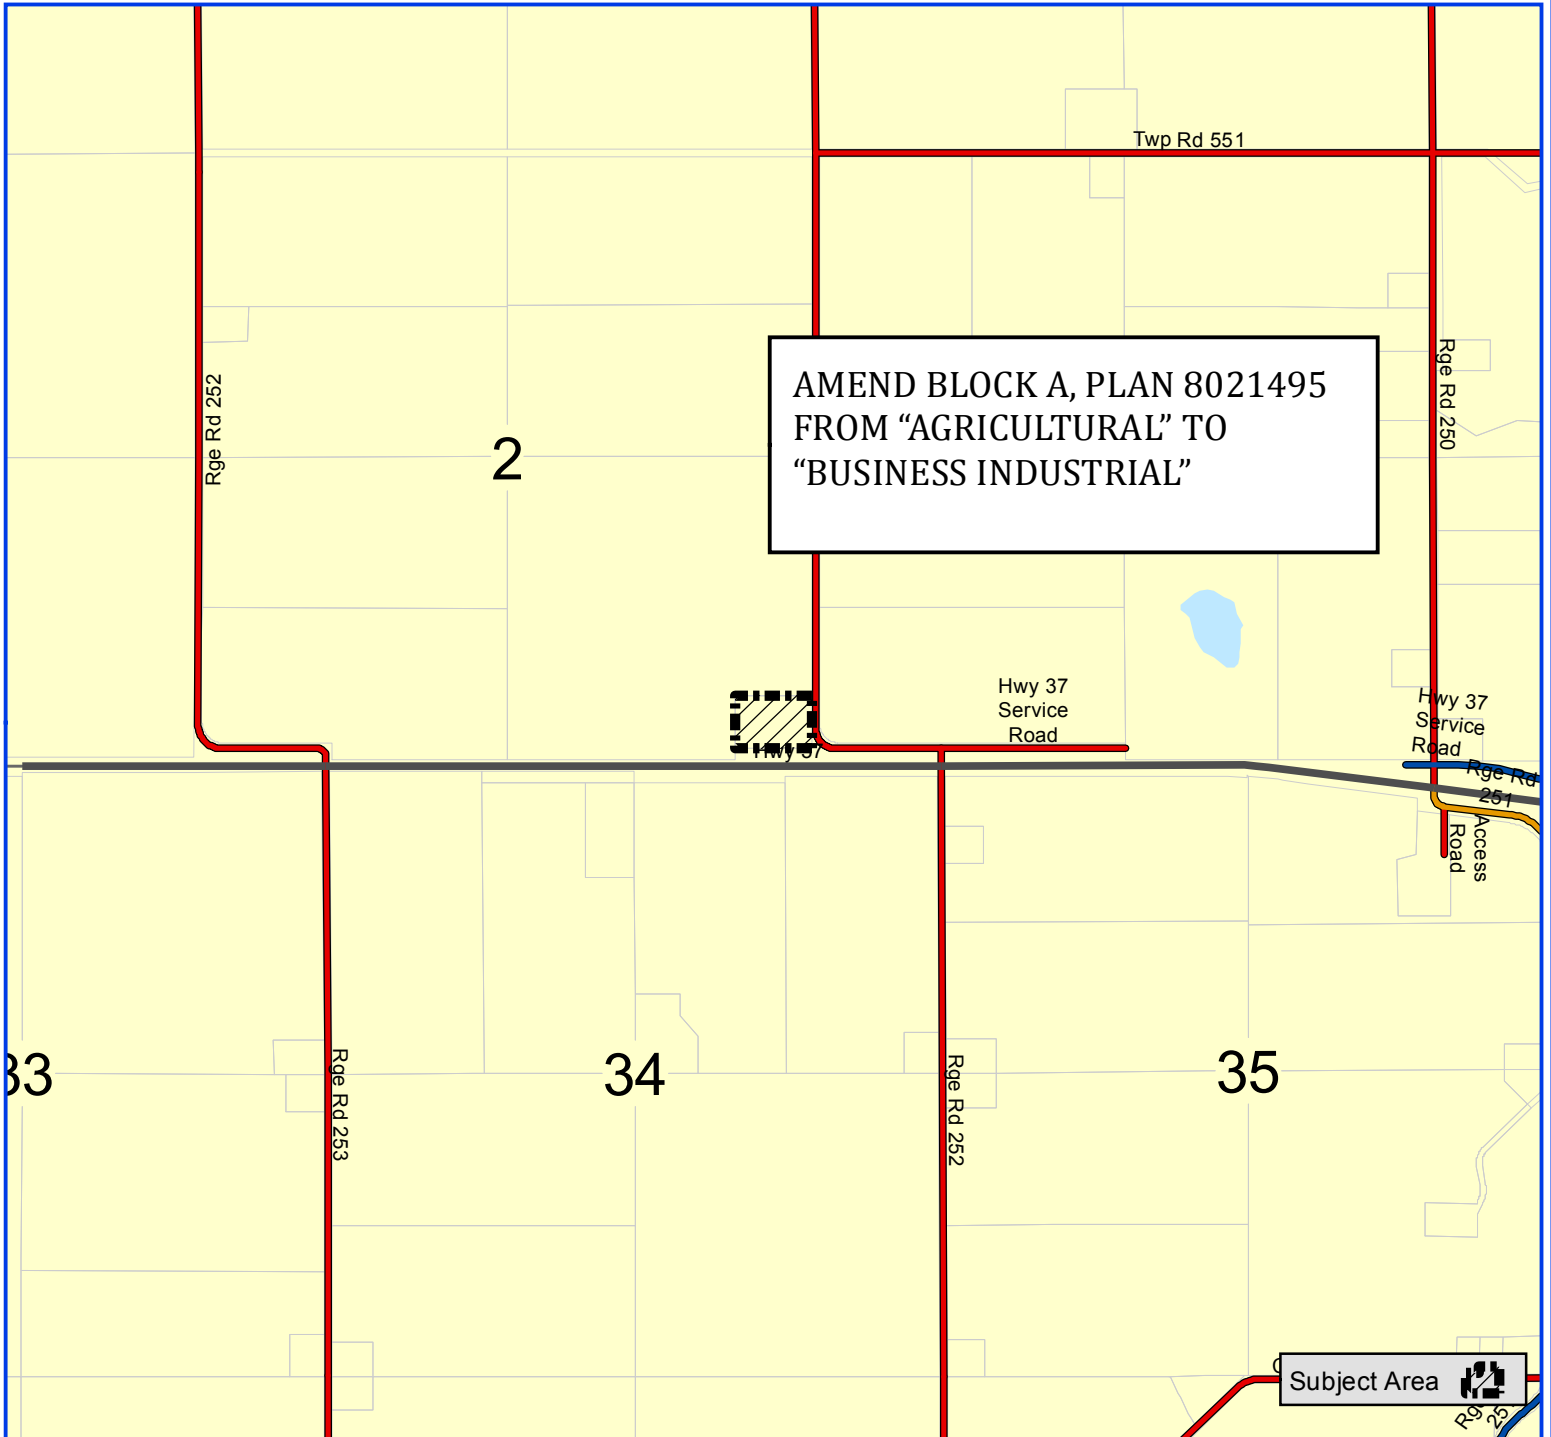 Twp Rd 551
Rge Rd 252
Rge Rd 250
AMEND BLOCK A, PLAN 8021495
FROM “AGRICULTURAL” TO
“BUSINESS INDUSTRIAL”
2
Hwy 37
Service
Road
Hwy 37
Service
Road
Hwy 37
Rge Rd
251
Access
Road
33
34
35
Rge Rd 253
Rge Rd 252
Subject Area